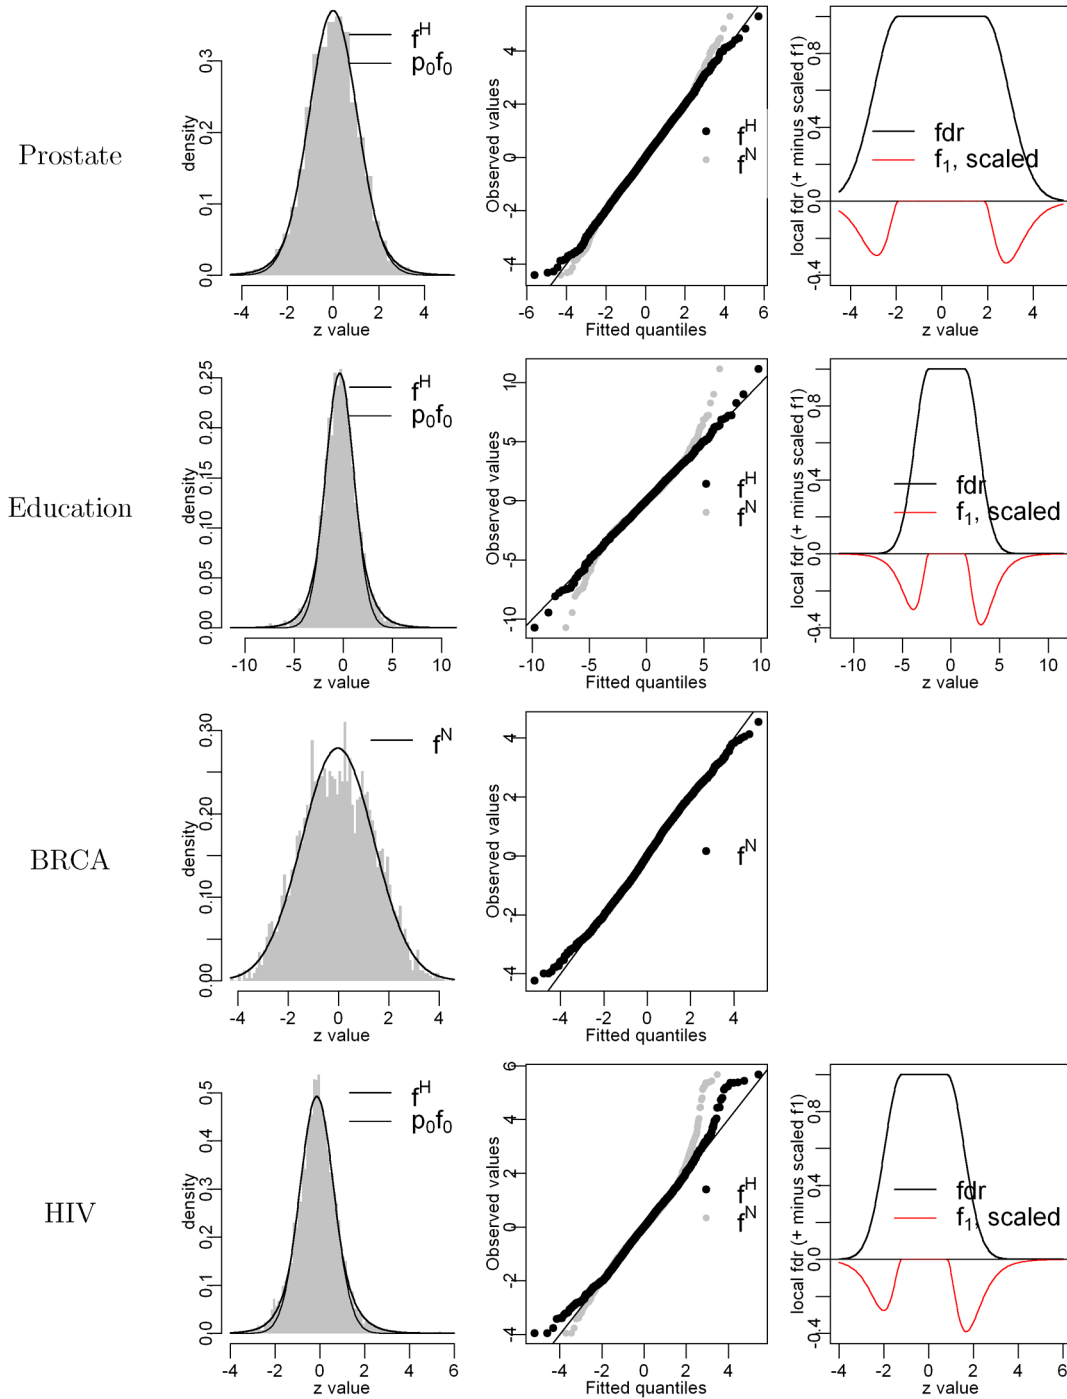 Prostate
density
0.0 0.1 0.2 0.3
-4 -2 0 2 4
z value
f^H
p₀f₀
Observed values
-4 -2 0 2 4
-6 -4 -2 0 2 4 6
Fitted quantiles
f^H
f^N
local fdr (+ minus scaled f1)
-0.4 0.0 0.4 0.8
-4 -2 0 2 4
z value
fdr
f₁, scaled
Education
density
0.00 0.05 0.10 0.15 0.20 0.25
-10 -5 0 5 10
z value
f^H
p₀f₀
Observed values
-10 -5 0 5 10
-10 -5 0 5 10
Fitted quantiles
f^H
f^N
local fdr (+ minus scaled f1)
-0.4 0.0 0.4 0.8
-10 -5 0 5 10
z value
fdr
f₁, scaled
BRCA
density
0.00 0.10 0.20 0.30
-4 -2 0 2 4
z value
f^N
Observed values
-4 -2 0 2 4
-4 -2 0 2 4
Fitted quantiles
f^N
HIV
density
0.0 0.1 0.2 0.3 0.4 0.5
-4 -2 0 2 4 6
z value
f^H
p₀f₀
Observed values
-4 -2 0 2 4 6
-4 -2 0 2 4
Fitted quantiles
f^H
f^N
local fdr (+ minus scaled f1)
-0.4 0.0 0.4 0.8
-4 -2 0 2 4 6
z value
fdr
f₁, scaled